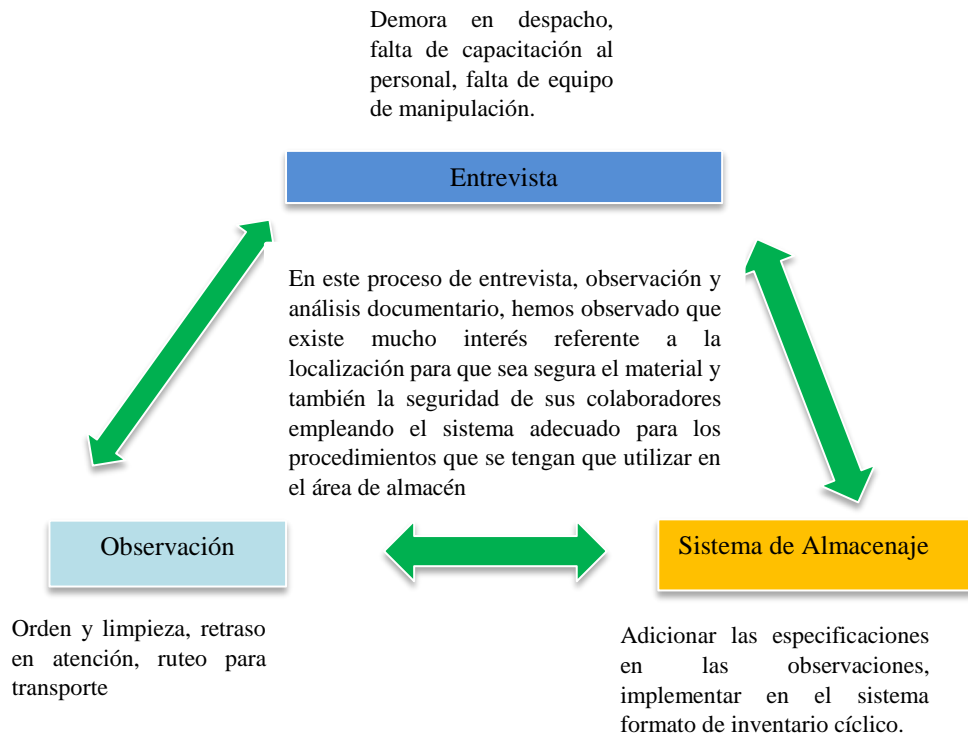 Demora en despacho,
falta de capacitación al
personal, falta de equipo
de manipulación.
Entrevista
En este proceso de entrevista, observación y
análisis documentario, hemos observado que
existe mucho interés referente a la
localización para que sea segura el material y
también la seguridad de sus colaboradores
empleando el sistema adecuado para los
procedimientos que se tengan que utilizar en
el área de almacén
Observación
Sistema de Almacenaje
Orden y limpieza, retraso
en atención, ruteo para
transporte
Adicionar las especificaciones
en las observaciones,
implementar en el sistema
formato de inventario cíclico.